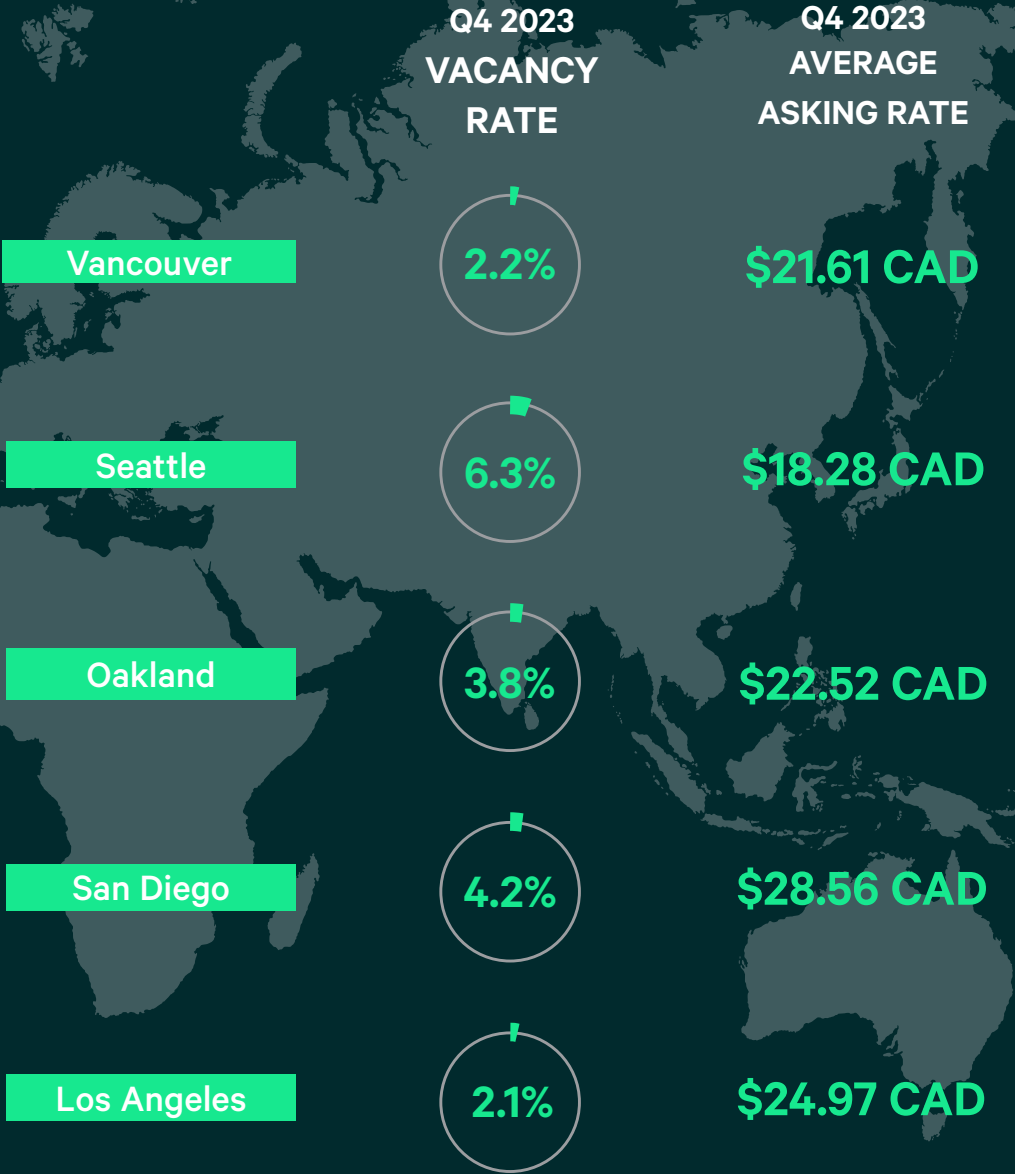 Q4 2023
VACANCY
RATE
Q4 2023
AVERAGE
ASKING RATE
Vancouver
2.2%
$21.61 CAD
Seattle
6.3%
$18.28 CAD
Oakland
3.8%
$22.52 CAD
San Diego
4.2%
$28.56 CAD
Los Angeles
2.1%
$24.97 CAD